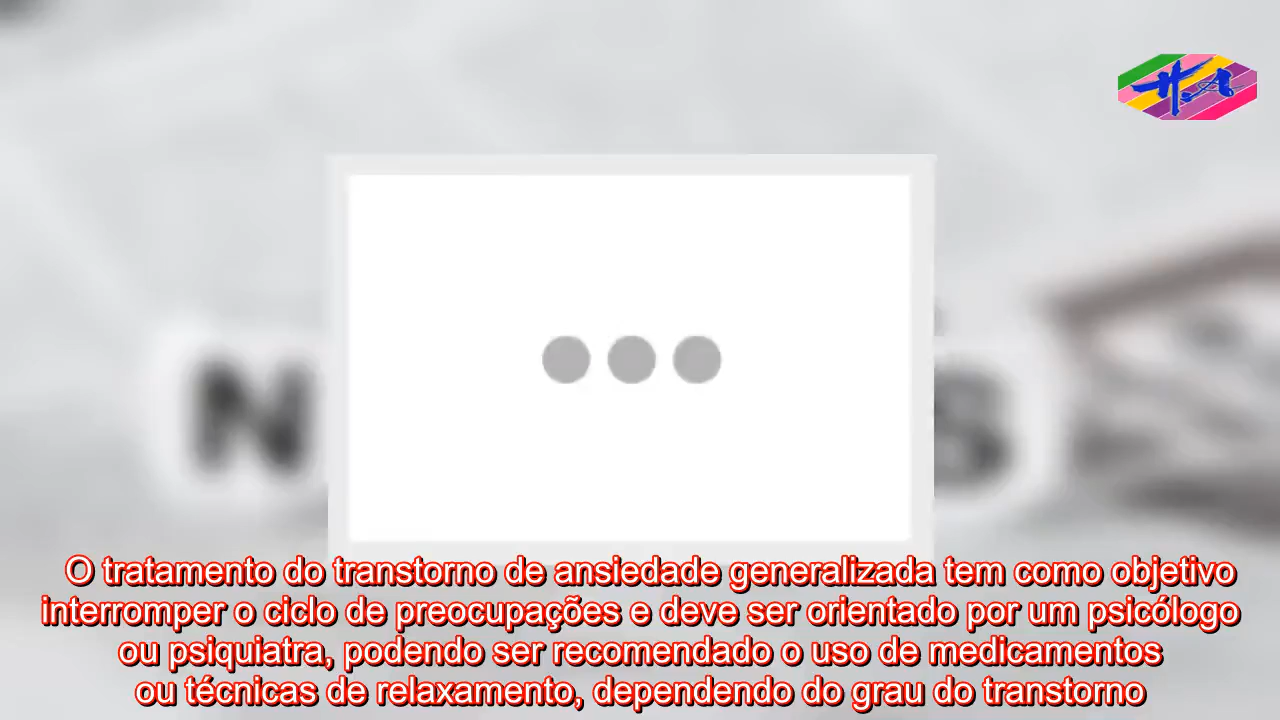 O tratamento do transtorno de ansiedade generalizada tem como objetivo
interromper o ciclo de preocupações e deve ser orientado por um psicólogo
ou psiquiatra, podendo ser recomendado o uso de medicamentos
ou técnicas de relaxamento, dependendo do grau do transtorno